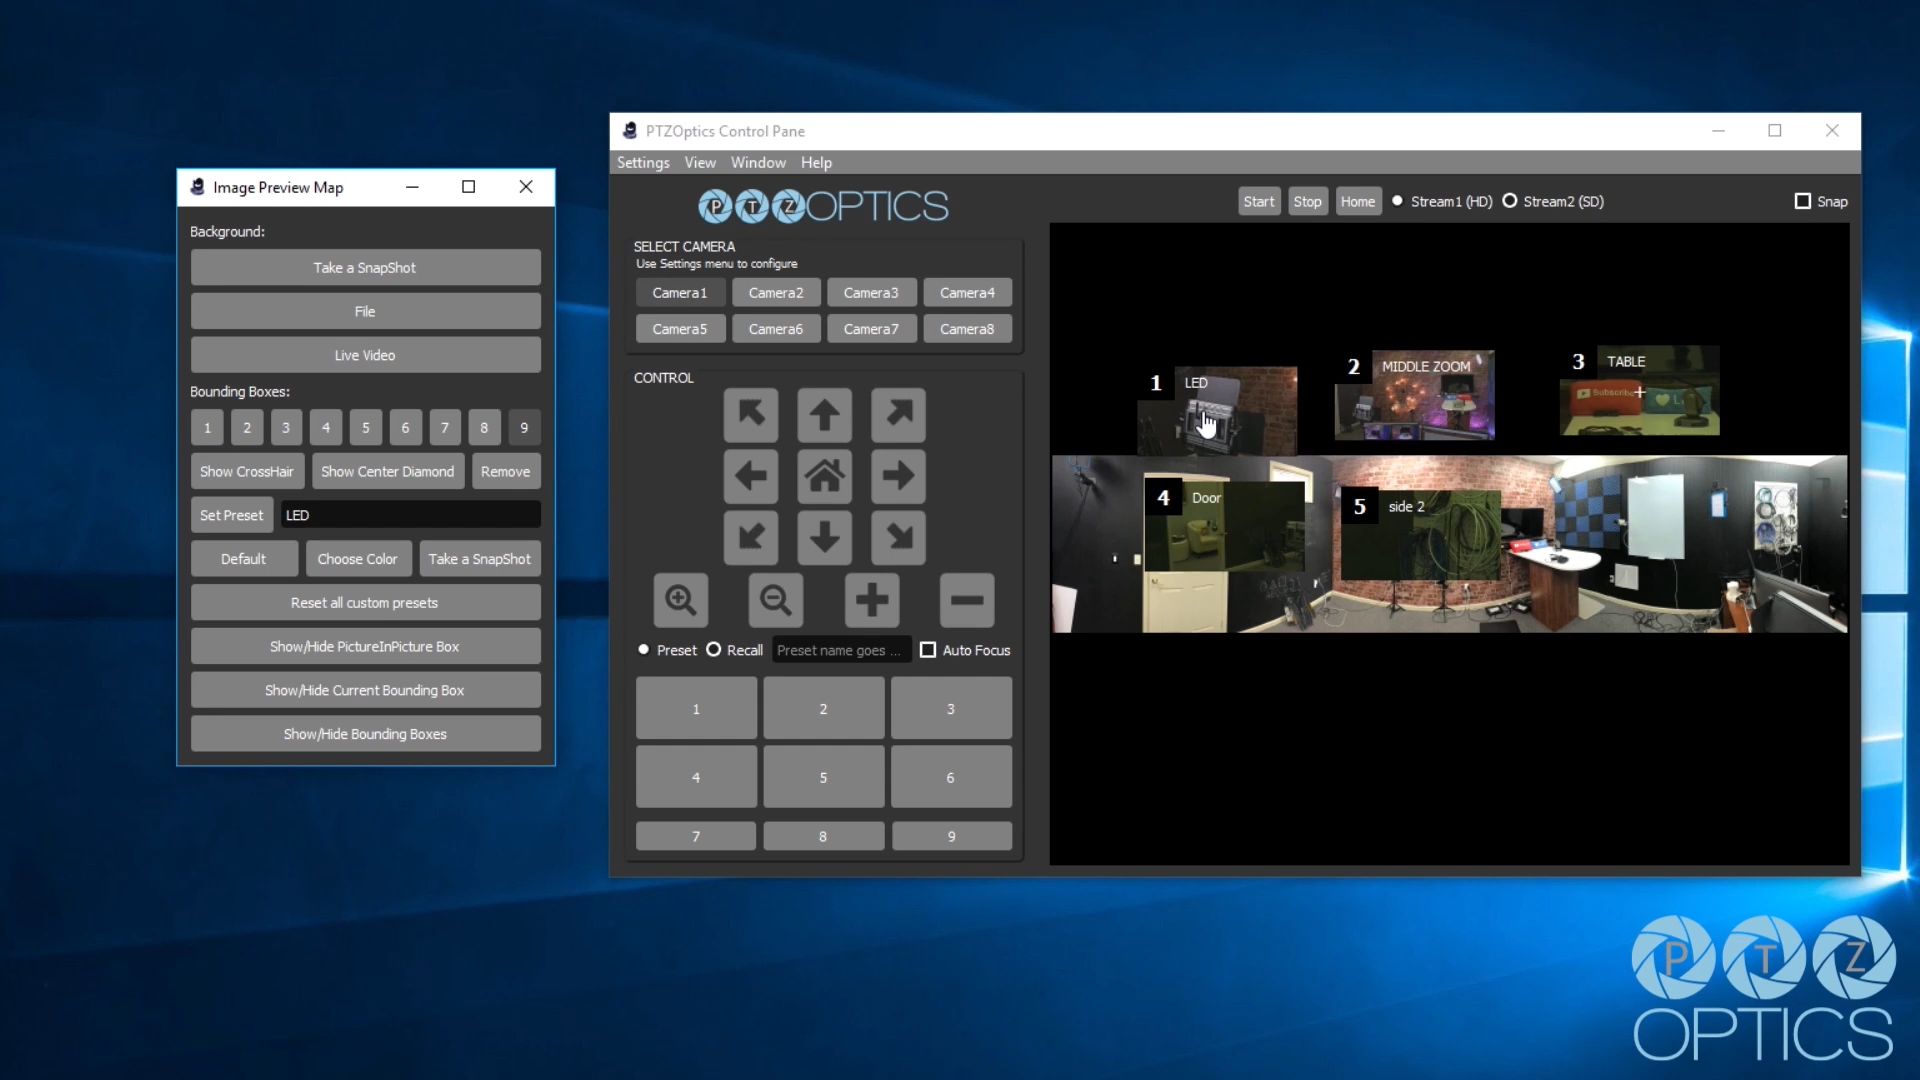 Image Preview Map
Background:
Take a SnapShot
File
Live Video
Bounding Boxes:
1 2 3 4 5 6 7 8 9
Show CrossHair Show Center Diamond Remove
Set Preset LED
Default Choose Color Take a SnapShot
Reset all custom presets
Show/Hide PictureInPicture Box
Show/Hide Current Bounding Box
Show/Hide Bounding Boxes
PTZOptics Control Pane
Settings View Window Help
PTZOPTICS
Start Stop Home Stream1 (HD) Stream2 (SD) Snap
SELECT CAMERA
Use Settings menu to configure
Camera1 Camera2 Camera3 Camera4
Camera5 Camera6 Camera7 Camera8
CONTROL
Preset Recall Preset name goes ... Auto Focus
1 2 3
4 5 6
7 8 9
1 LED
2 MIDDLE ZOOM
3 TABLE
Subscribe
4 Door
5 side 2
PTZ
OPTICS